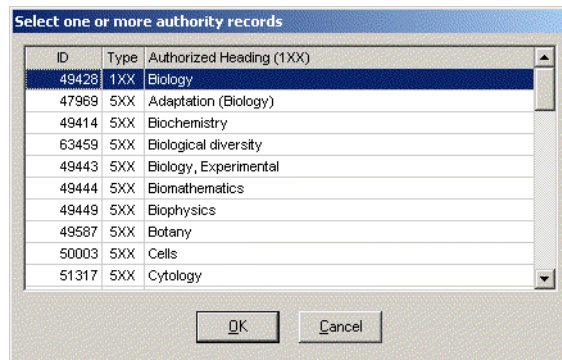 Select one or more authority records
ID Type Authorized Heading (1XX)
49428 1XX Biology
47969 5XX Adaptation (Biology)
49414 5XX Biochemistry
63459 5XX Biological diversity
49443 5XX Biology, Experimental
49444 5XX Biomathematics
49449 5XX Biophysics
49587 5XX Botany
50003 5XX Cells
51317 5XX Cytology
OK Cancel